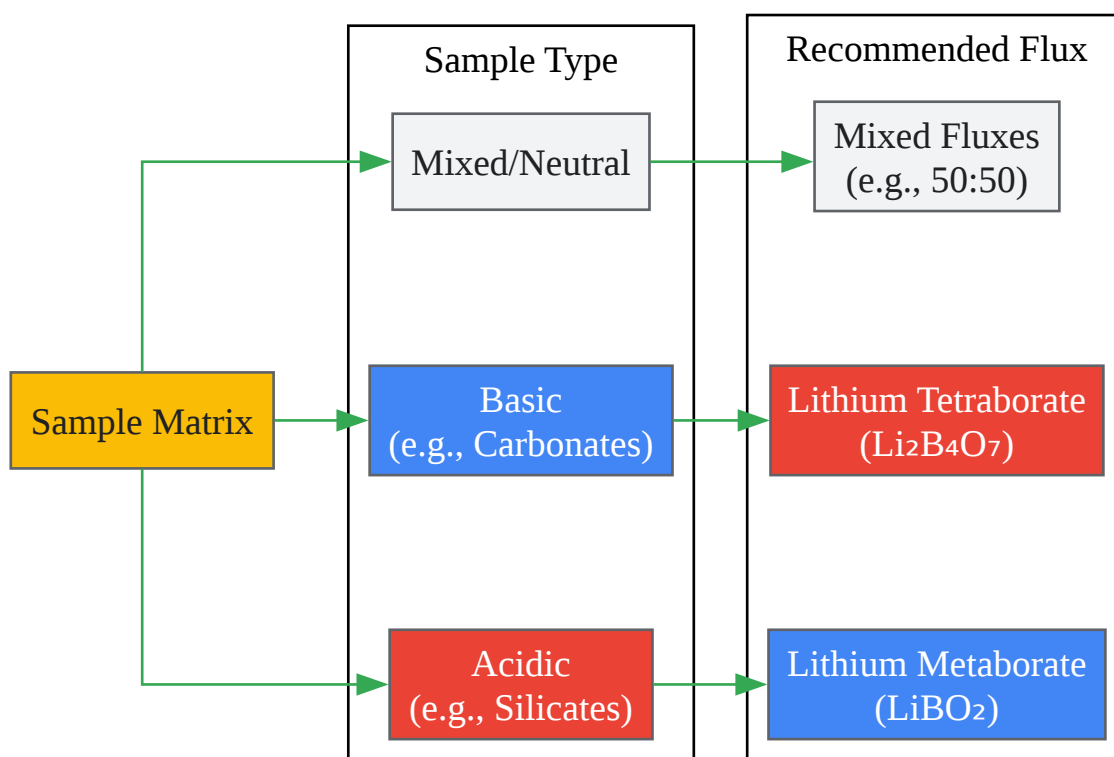 Sample Type
Recommended Flux
Mixed/Neutral
Mixed Fluxes
(e.g., 50:50)
Sample Matrix
Basic
(e.g., Carbonates)
Lithium Tetraborate
(Li₂B₄O₇)
Acidic
(e.g., Silicates)
Lithium Metaborate
(LiBO₂)